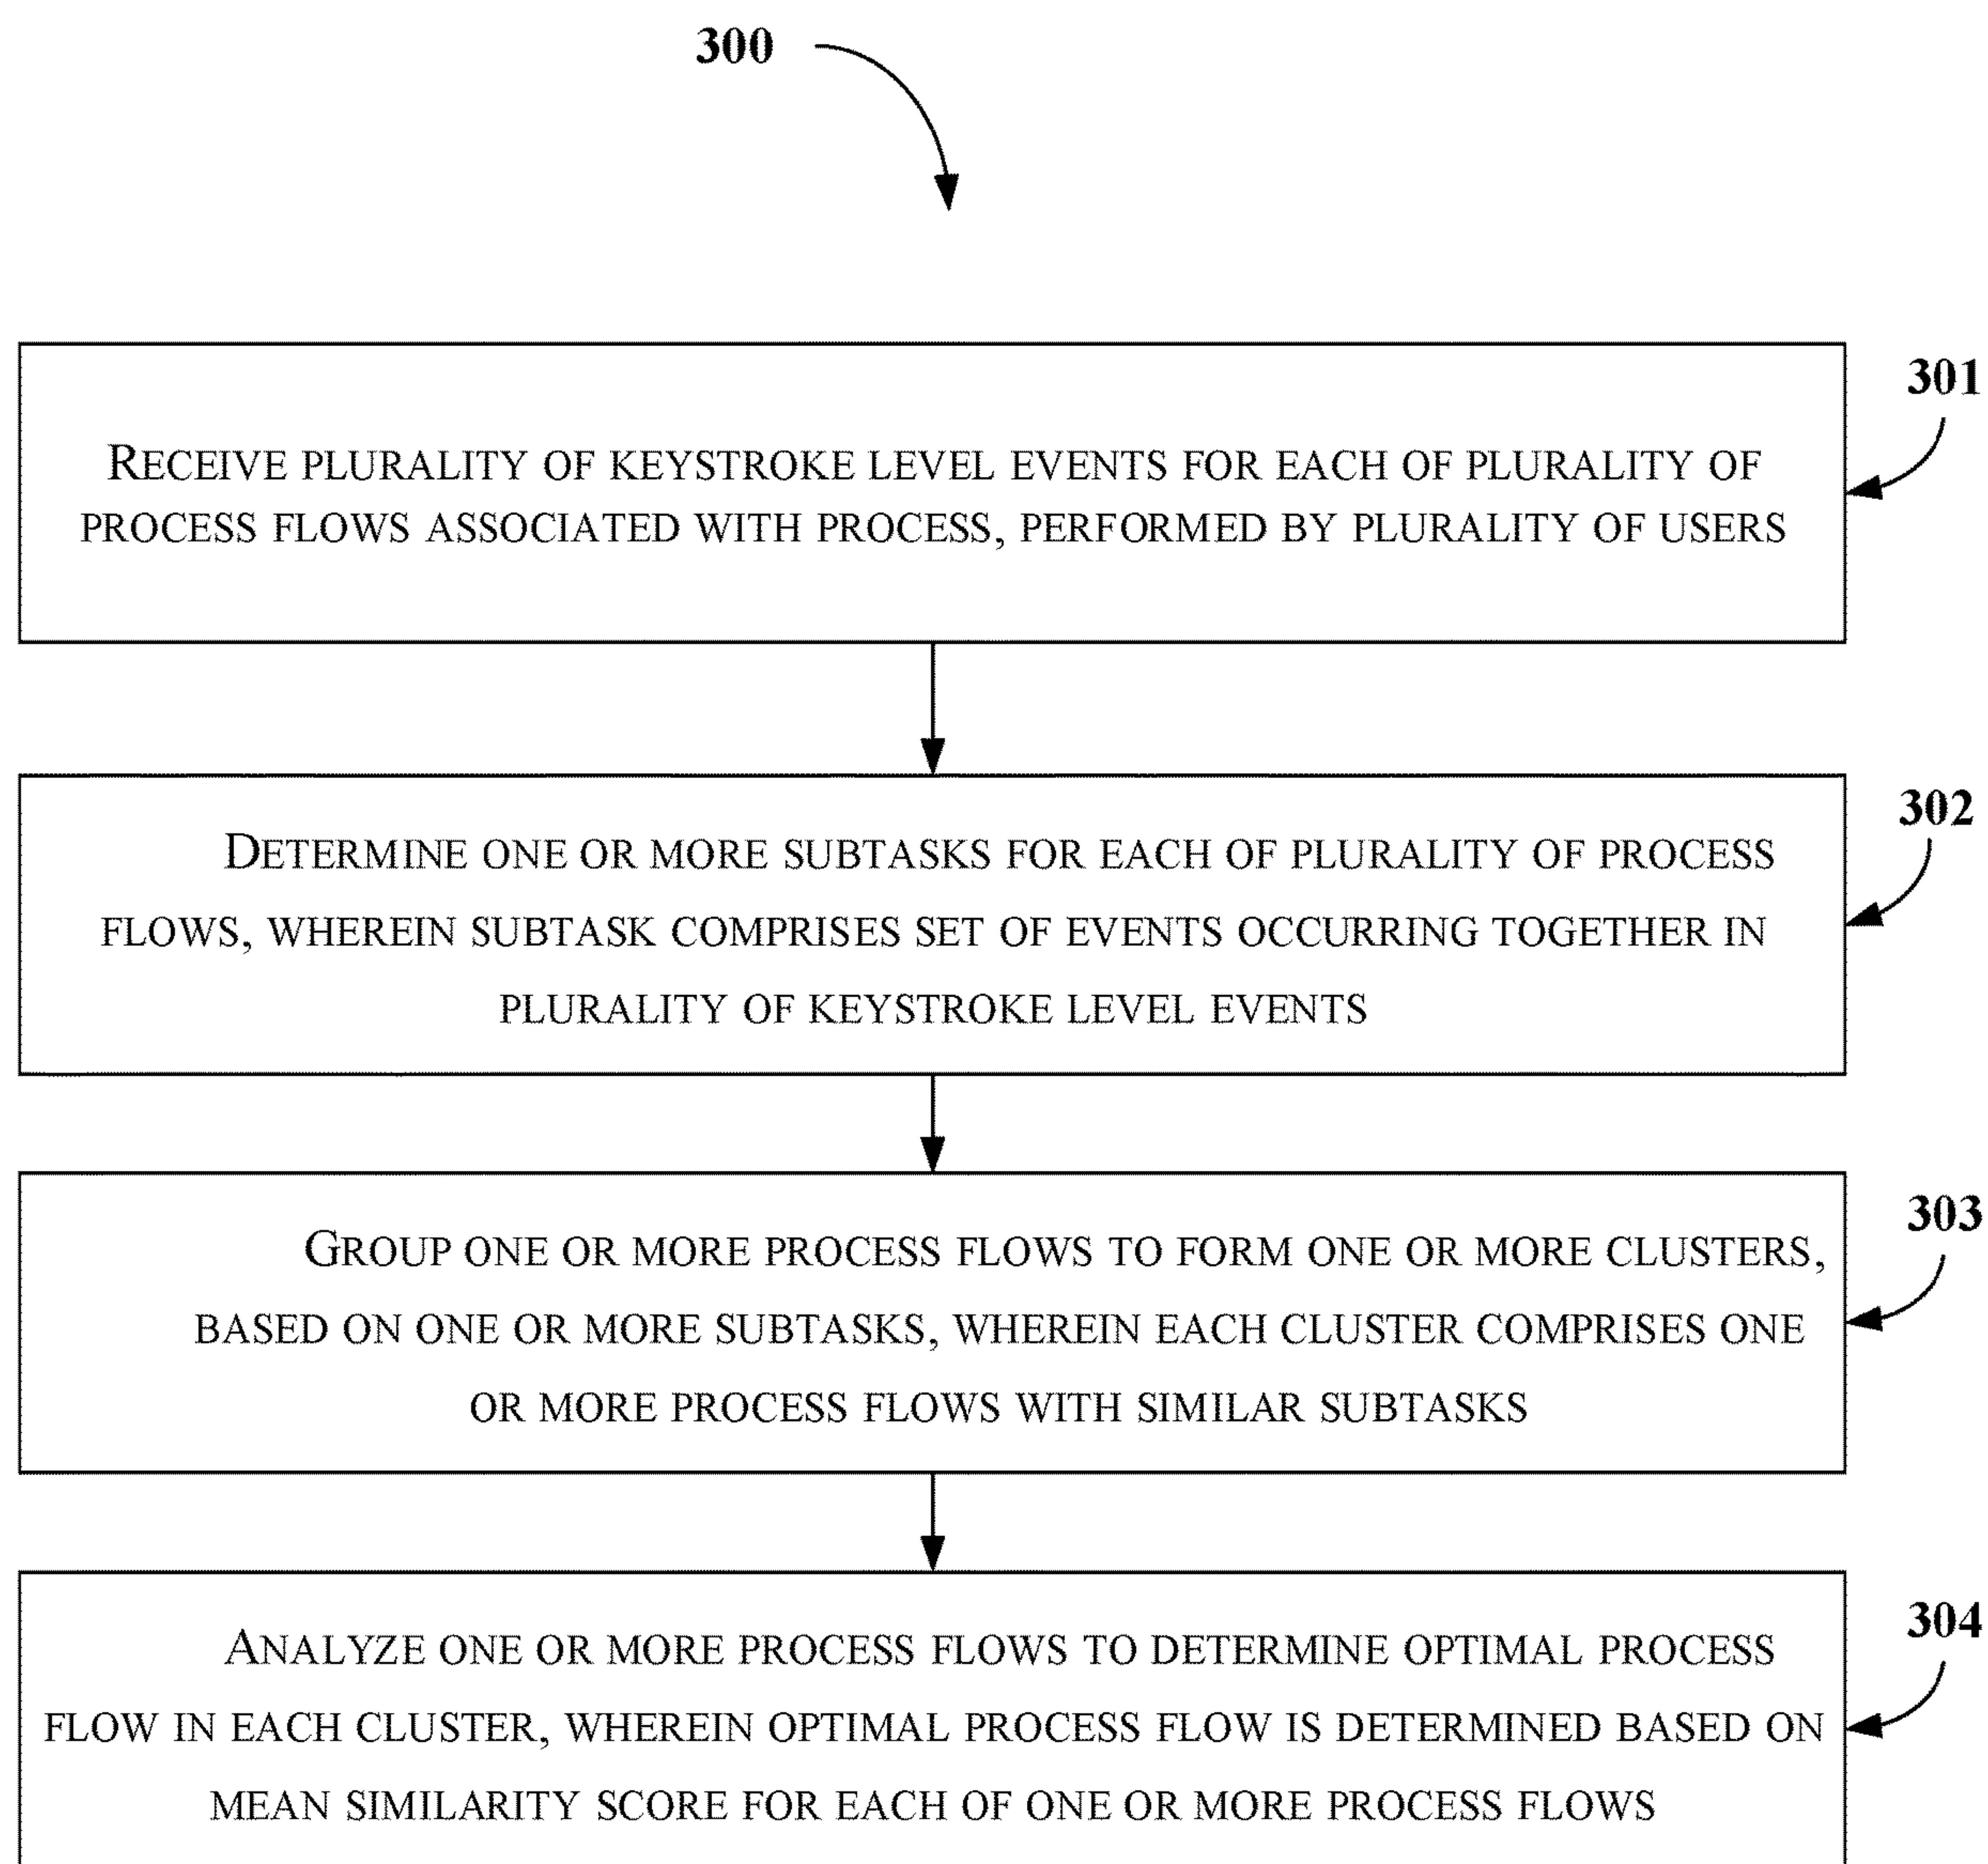 300
301
RECEIVE PLURALITY OF KEYSTROKE LEVEL EVENTS FOR EACH OF PLURALITY OF
PROCESS FLOWS ASSOCIATED WITH PROCESS, PERFORMED BY PLURALITY OF USERS
302
DETERMINE ONE OR MORE SUBTASKS FOR EACH OF PLURALITY OF PROCESS
FLOWS, WHEREIN SUBTASK COMPRISES SET OF EVENTS OCCURRING TOGETHER IN
PLURALITY OF KEYSTROKE LEVEL EVENTS
303
GROUP ONE OR MORE PROCESS FLOWS TO FORM ONE OR MORE CLUSTERS,
BASED ON ONE OR MORE SUBTASKS, WHEREIN EACH CLUSTER COMPRISES ONE
OR MORE PROCESS FLOWS WITH SIMILAR SUBTASKS
304
ANALYZE ONE OR MORE PROCESS FLOWS TO DETERMINE OPTIMAL PROCESS
FLOW IN EACH CLUSTER, WHEREIN OPTIMAL PROCESS FLOW IS DETERMINED BASED ON
MEAN SIMILARITY SCORE FOR EACH OF ONE OR MORE PROCESS FLOWS